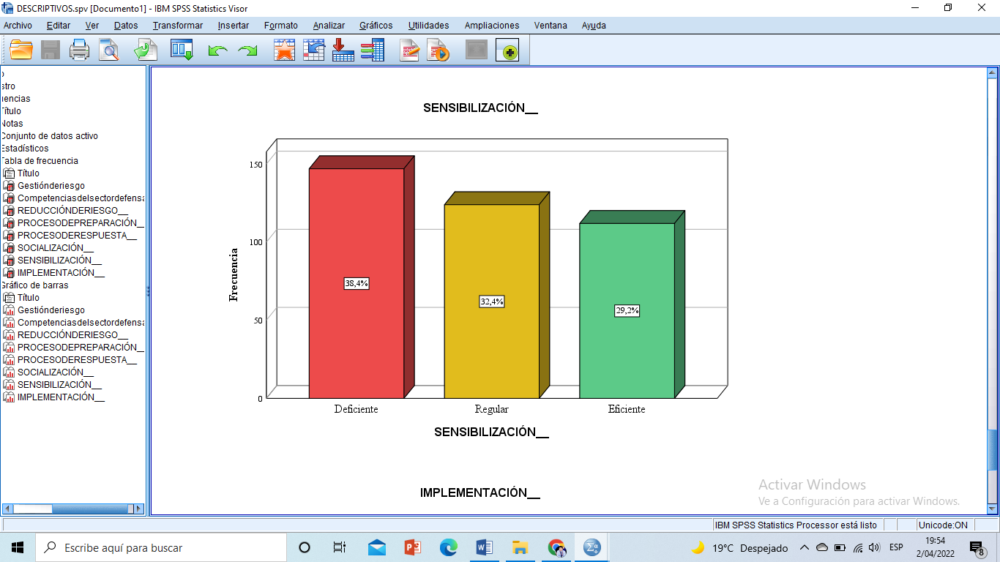 DESCRIPTIVOS.spv [Documento1] - IBM SPSS Statistics Visor
Archivo Editar Ver Datos Transformar Insertar Formato Analizar Gráficos Utilidades Ampliaciones Ventana Ayuda
stro
iencias
Título
Notas
Conjunto de datos activo
Estadísticos
Tabla de frecuencia
Título
Gestiónderiesgo
Competenciasdelsectordefensa
REDUCCIÓNDERIESGO__
PROCESODEPREPARACIÓN__
PROCESODERESPUESTA__
SOCIALIZACIÓN__
SENSIBILIZACIÓN__
IMPLEMENTACIÓN__
Gráfico de barras
Título
Gestiónderiesgo
Competenciasdelsectordefensa
REDUCCIÓNDERIESGO__
PROCESODEPREPARACIÓN__
PROCESODERESPUESTA__
SOCIALIZACIÓN__
SENSIBILIZACIÓN__
IMPLEMENTACIÓN__
SENSIBILIZACIÓN__
Frecuencia
150
100
50
0
38,4%
32,4%
29,2%
Deficiente Regular Eficiente
SENSIBILIZACIÓN__
IMPLEMENTACIÓN__
Activar Windows
Ve a Configuración para activar Windows.
IBM SPSS Statistics Processor está listo Unicode:ON
Escribe aquí para buscar
19°C Despejado
ESP
19:54
2/04/2022
8